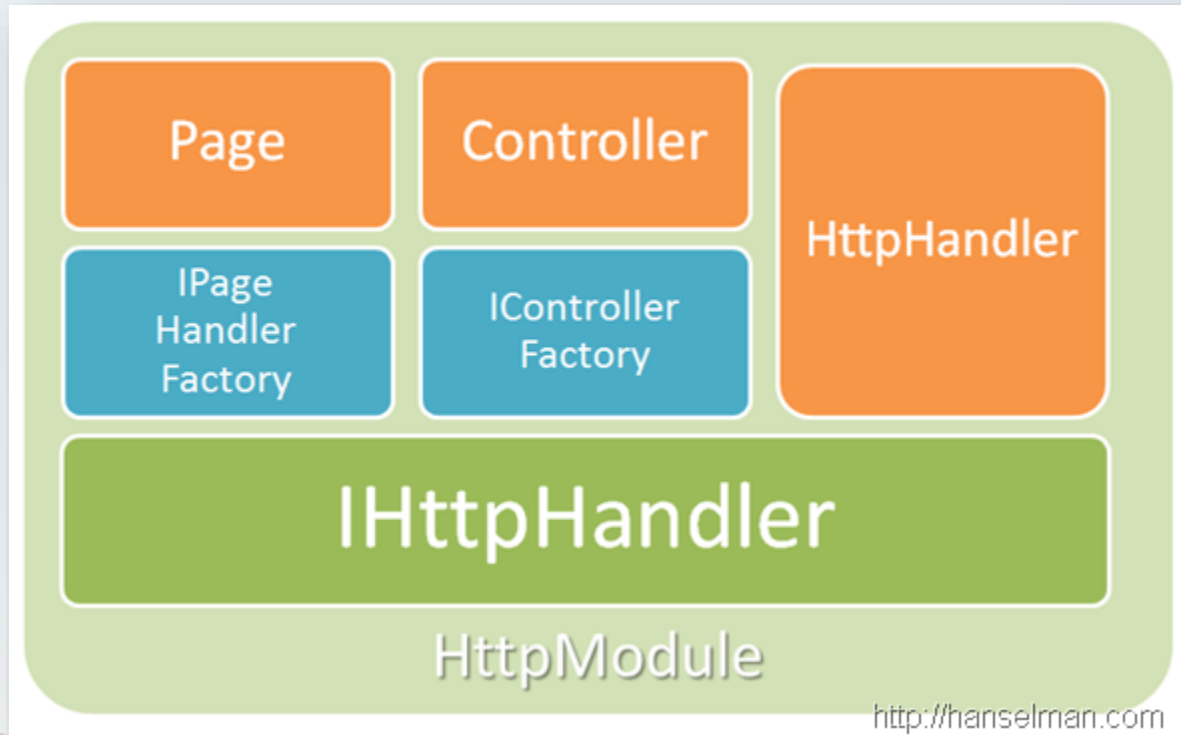 Page
Controller
HttpHandler
IPage
Handler
Factory
IController
Factory
IHttpHandler
HttpModule
http://hanselman.com